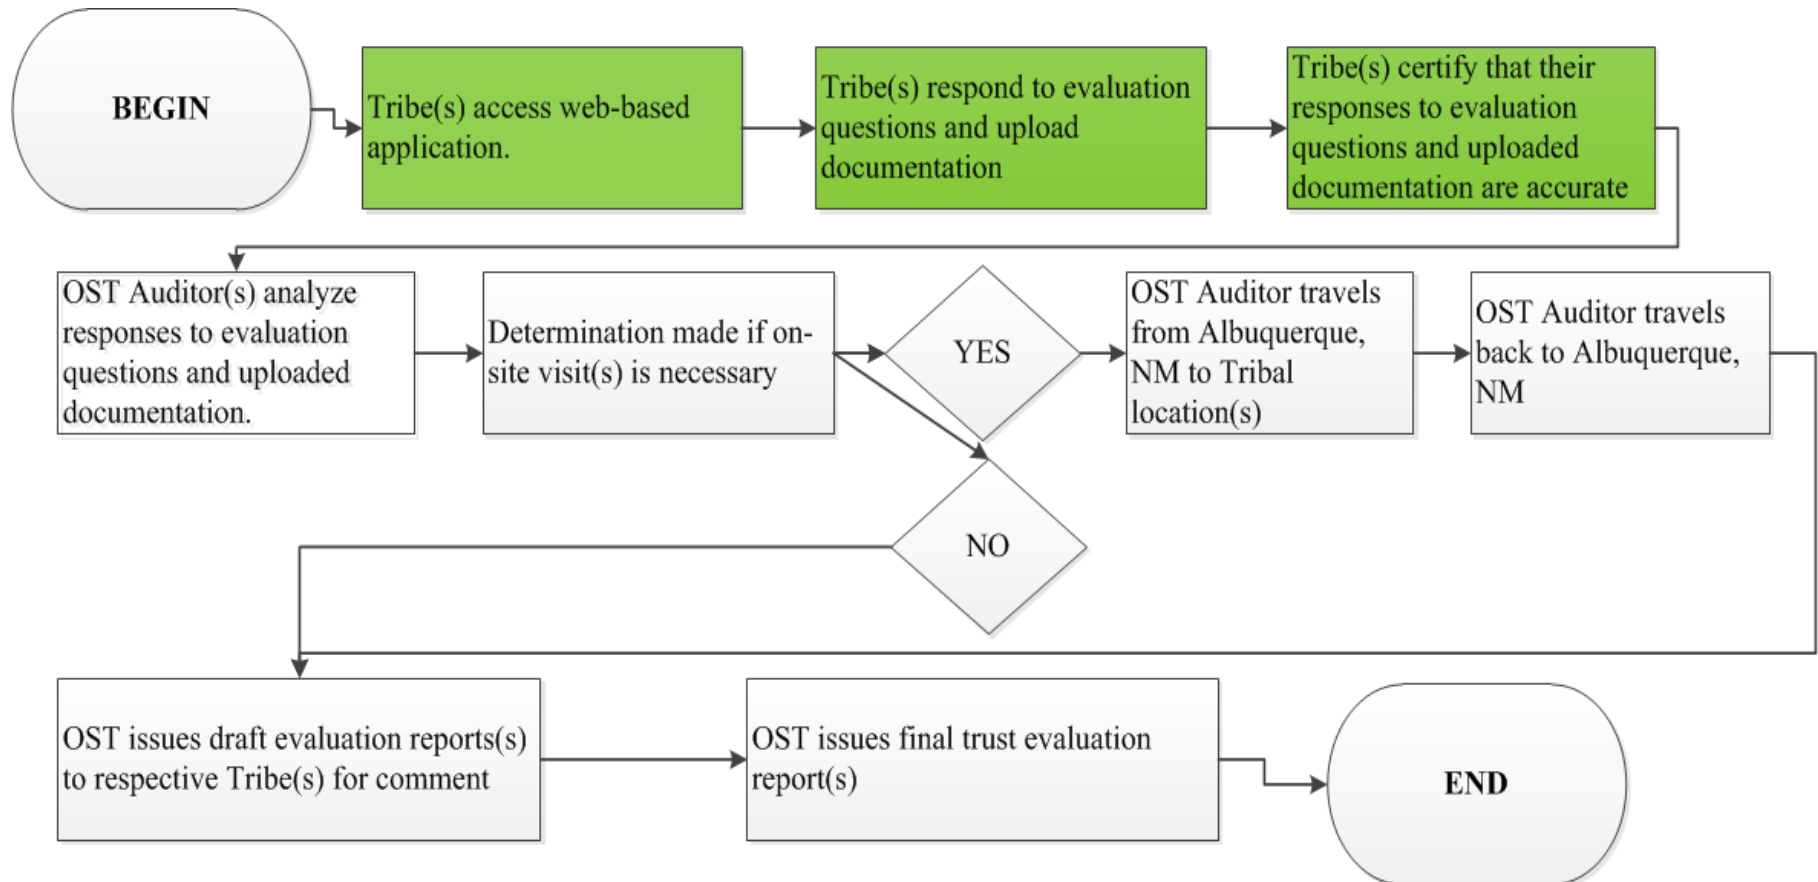 BEGIN
Tribe(s) access web-based
application.
Tribe(s) respond to evaluation
questions and upload
documentation
Tribe(s) certify that their
responses to evaluation
questions and uploaded
documentation are accurate
OST Auditor(s) analyze
responses to evaluation
questions and uploaded
documentation.
Determination made if on-
site visit(s) is necessary
YES
OST Auditor travels
from Albuquerque,
NM to Tribal
location(s)
OST Auditor travels
back to Albuquerque,
NM
NO
OST issues draft evaluation reports(s)
to respective Tribe(s) for comment
OST issues final trust evaluation
report(s)
END